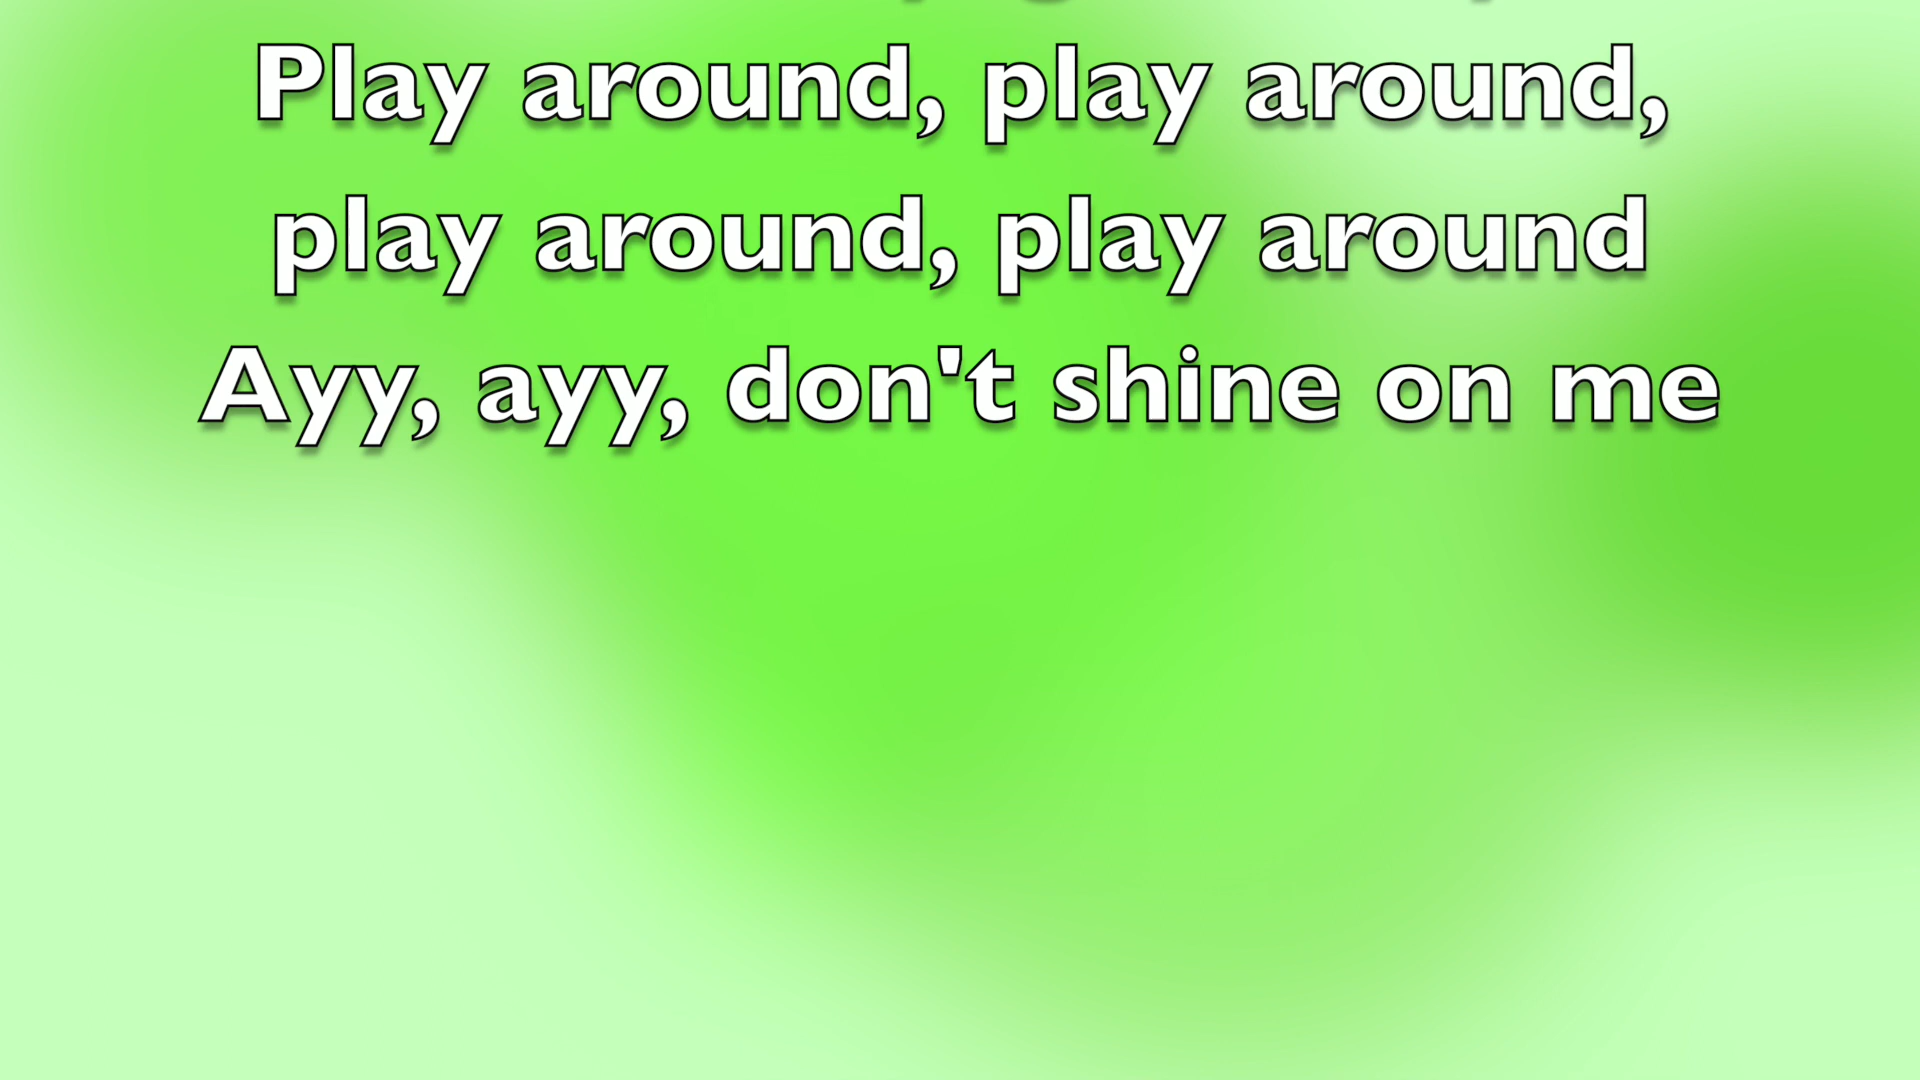 Play around, play around,
play around, play around
Ayy, ayy, don't shine on me